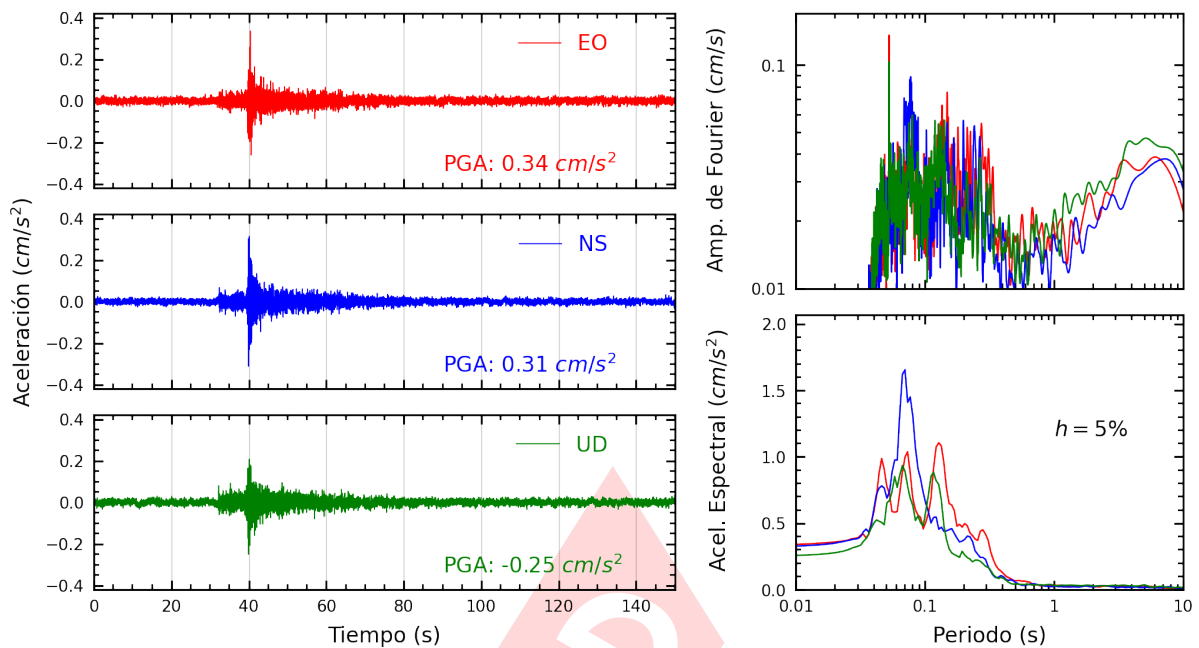 Aceleración (cm/s²)
0.4
0.2
0.0
−0.2
−0.4
EO
PGA: 0.34 cm/s²
0.4
0.2
0.0
−0.2
−0.4
NS
PGA: 0.31 cm/s²
0.4
0.2
0.0
−0.2
−0.4
UD
PGA: -0.25 cm/s²
0 20 40 60 80 100 120 140
Tiempo (s)
Amp. de Fourier (cm/s)
0.1
0.01
Acel. Espectral (cm/s²)
2.0
1.5
1.0
0.5
0.0
h = 5%
0.01 0.1 1 10
Periodo (s)